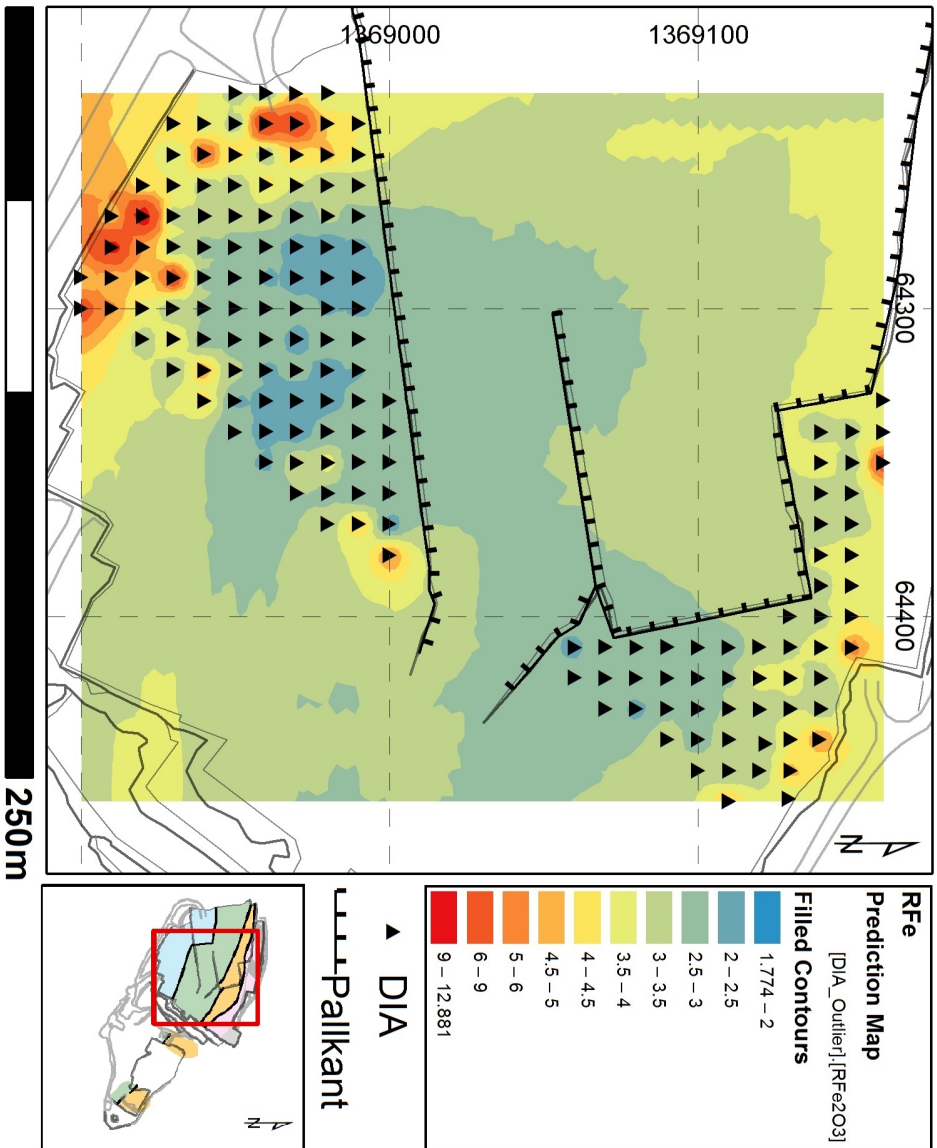 1369000
1369100
64300
64400
N
250m
RFe
Prediction Map
[DIA_Outlier].[RFe2O3]
Filled Contours
1.774 – 2
2 – 2.5
2.5 – 3
3 – 3.5
3.5 – 4
4 – 4.5
4.5 – 5
5 – 6
6 – 9
9 – 12.881
DIA
Pallkant
N